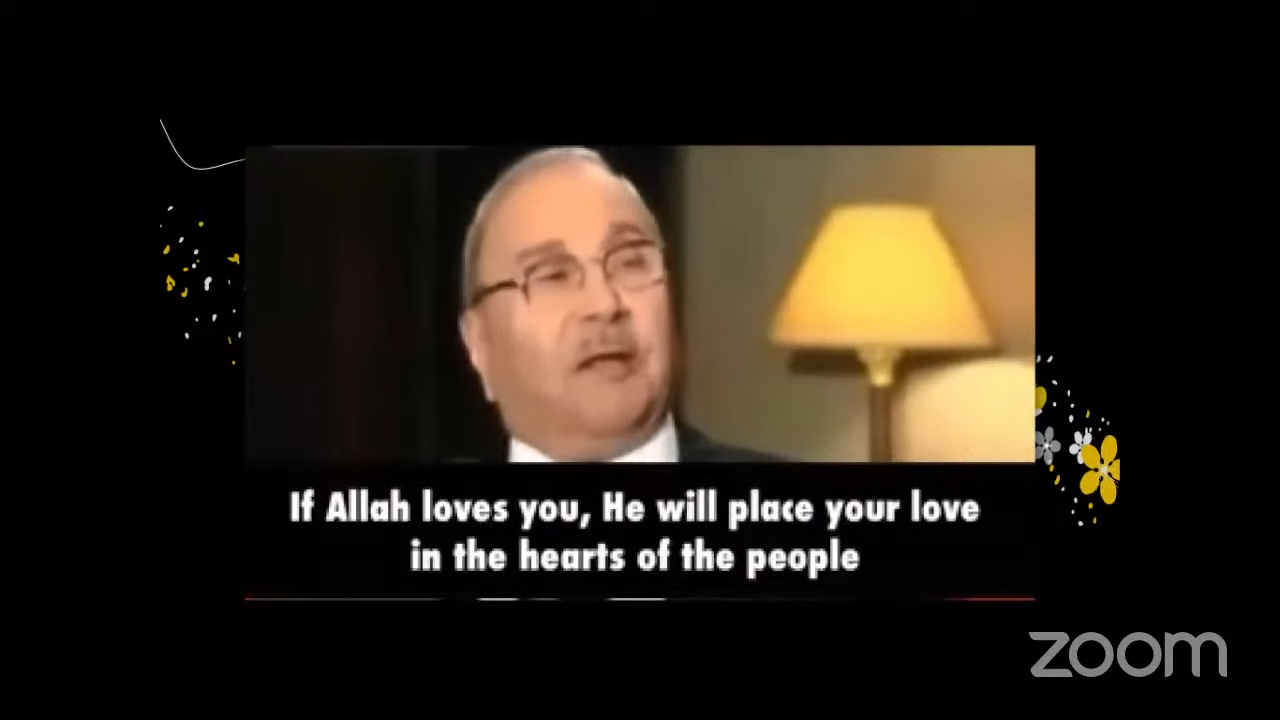 If Allah loves you, He will place your love
in the hearts of the people
zoom